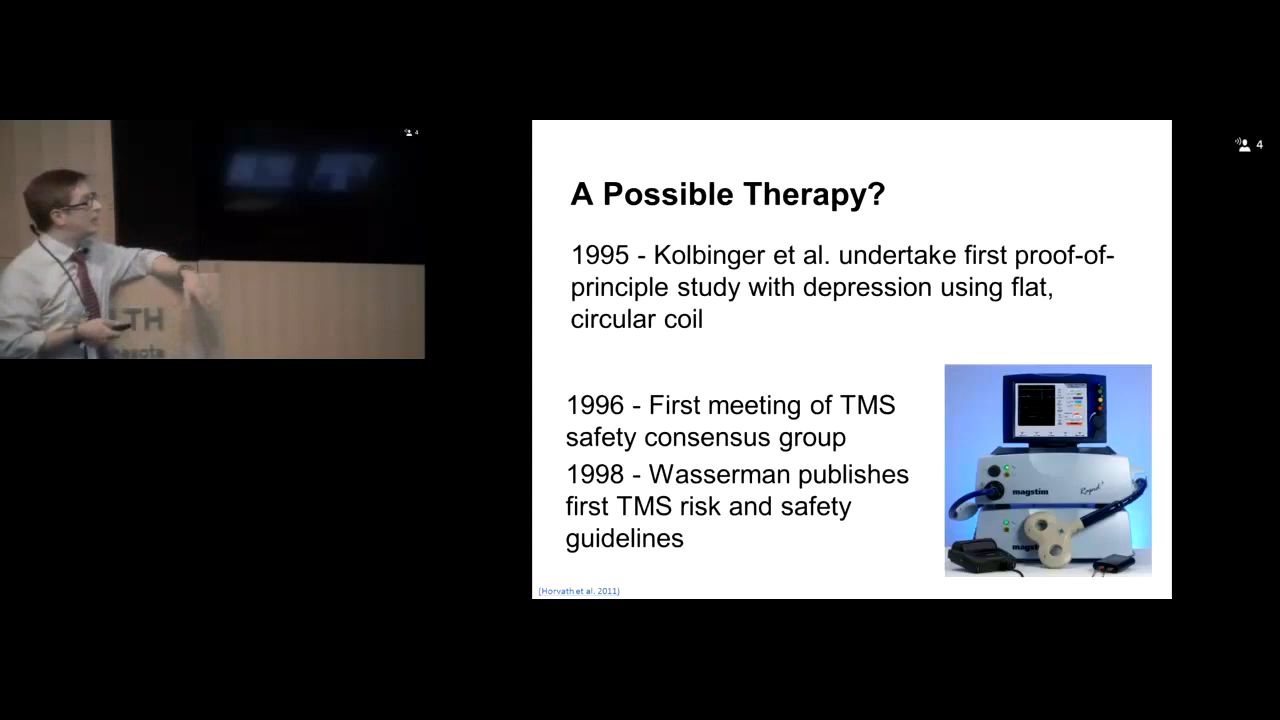 4
4
A Possible Therapy?
1995 - Kolbinger et al. undertake first proof-of-
principle study with depression using flat,
circular coil
1996 - First meeting of TMS
safety consensus group
1998 - Wasserman publishes
first TMS risk and safety
guidelines
magstim
Rapid²
[Horvath et al. 2011)
LTH